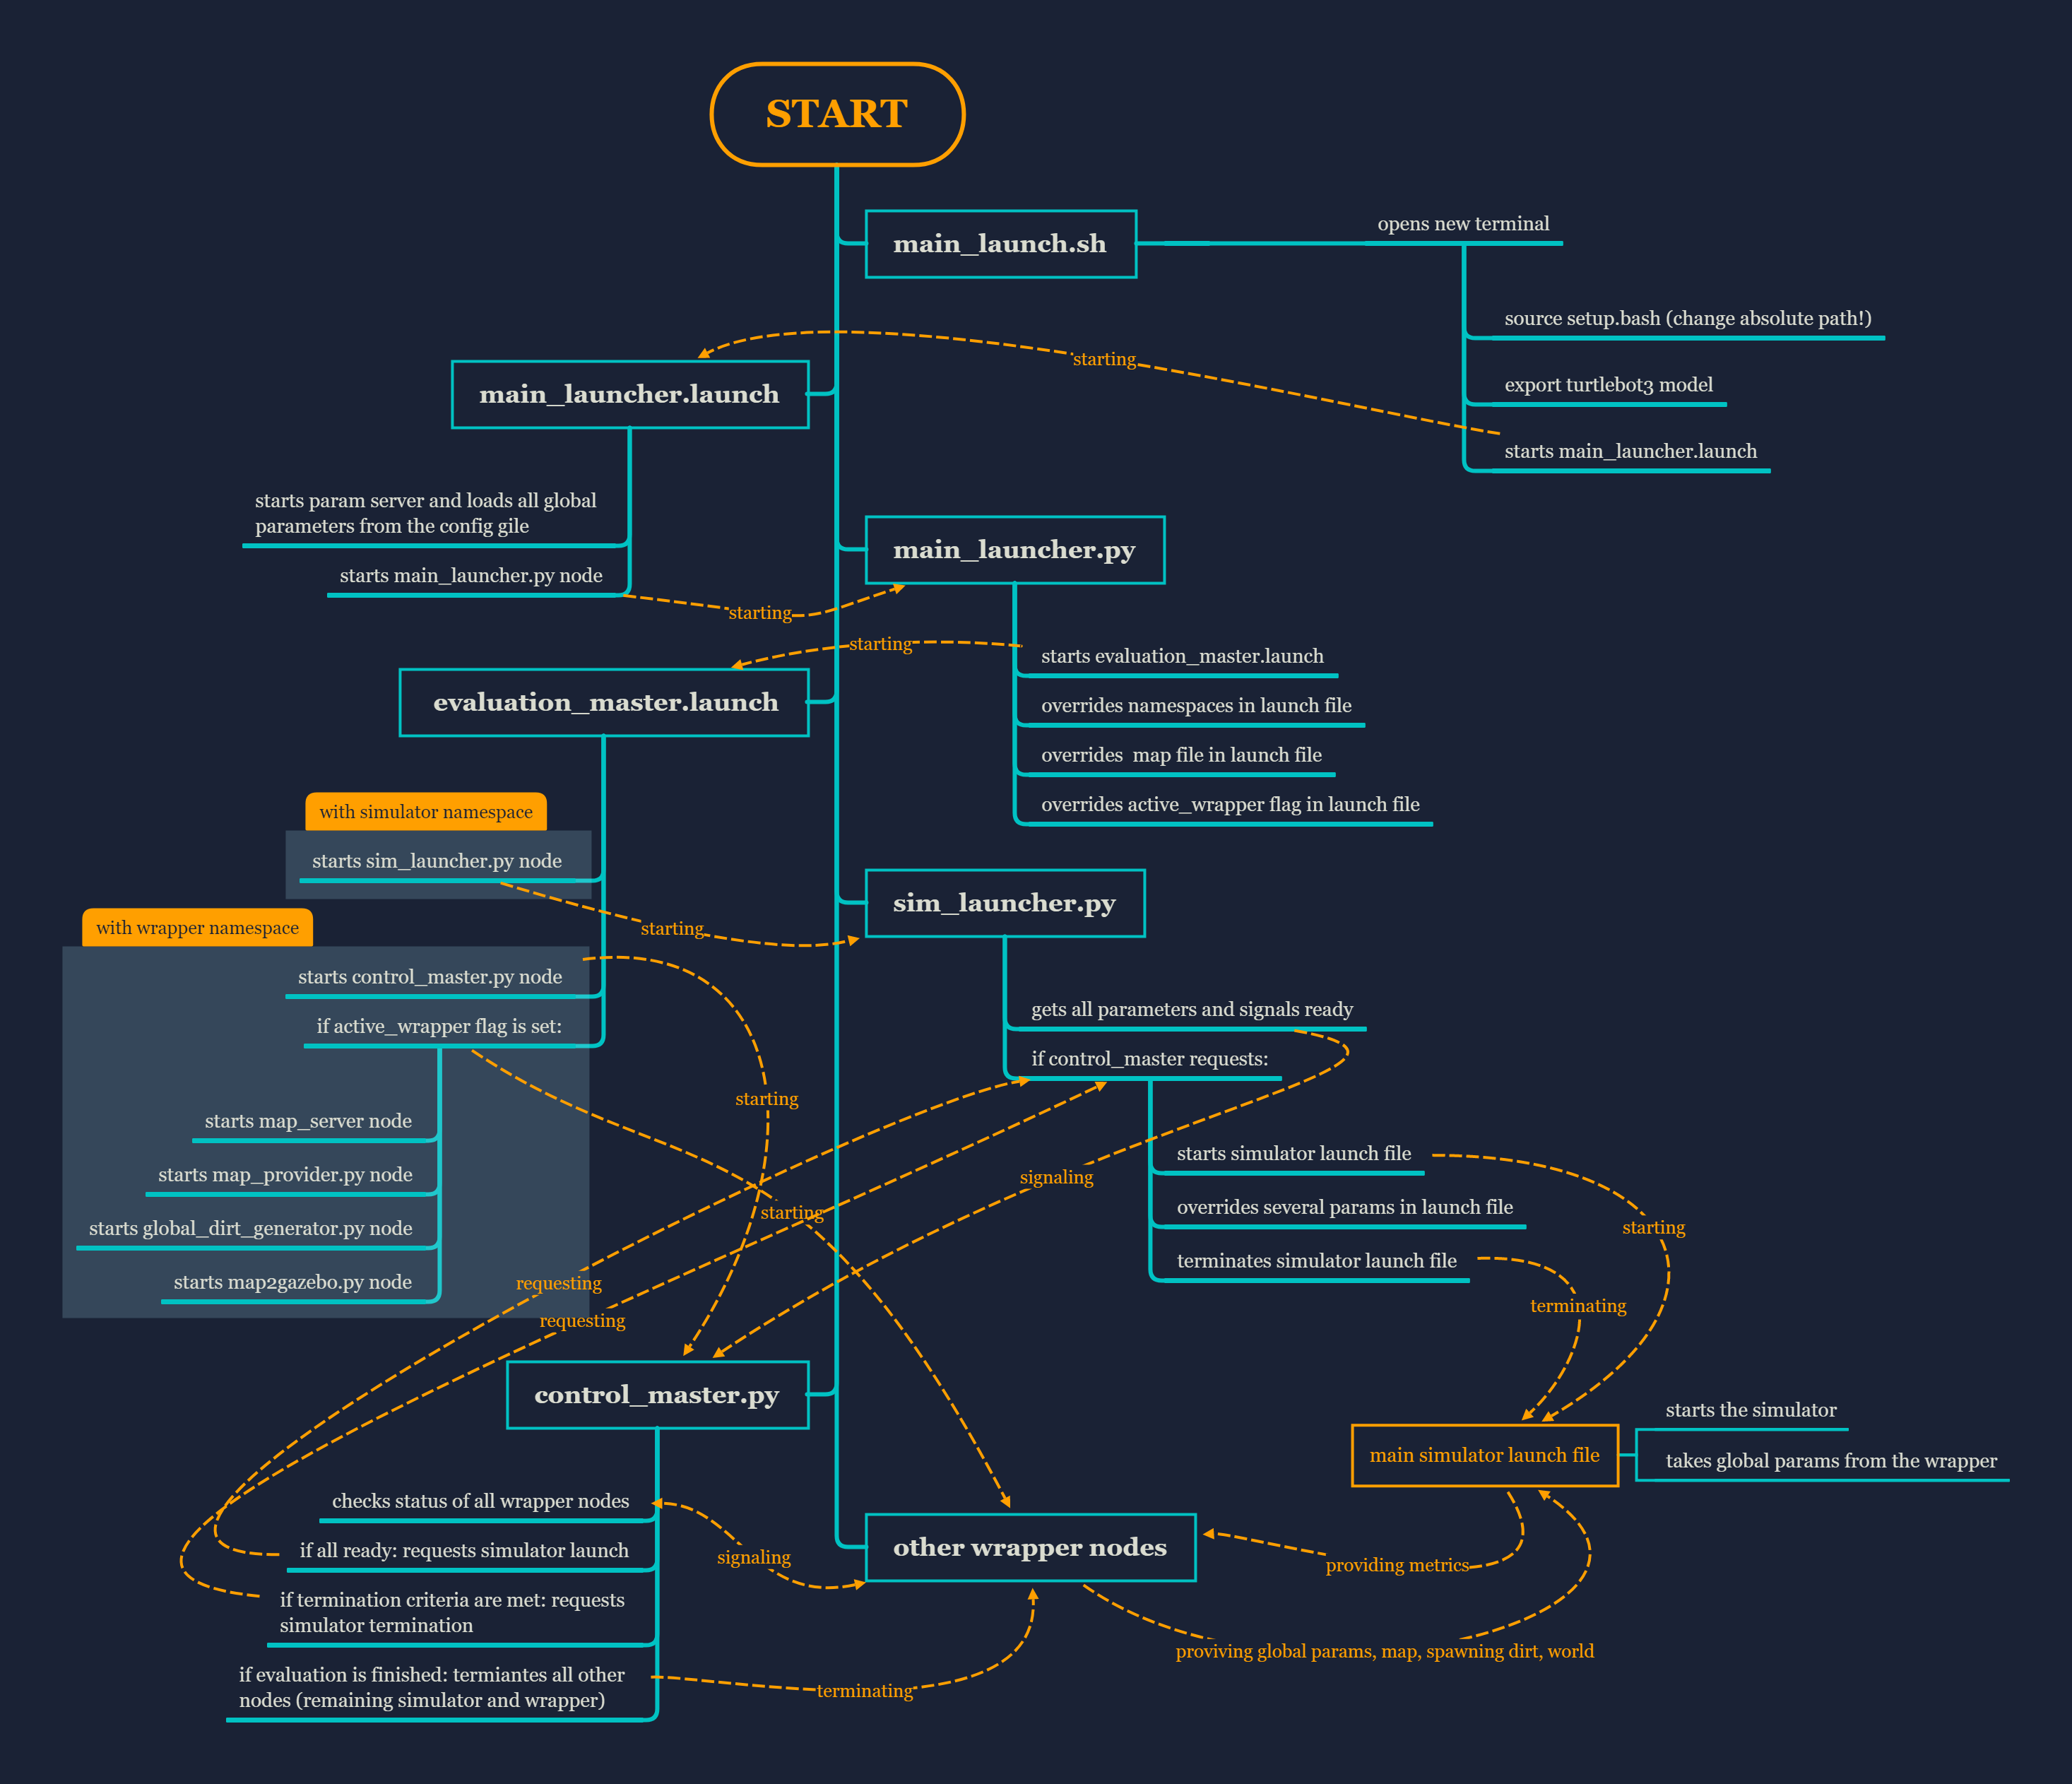 START
main_launch.sh
opens new terminal
source setup.bash (change absolute path!)
export turtlebot3 model
starts main_launcher.launch
starting
main_launcher.launch
starts param server and loads all global
parameters from the config gile
starts main_launcher.py node
starting
main_launcher.py
starts evaluation_master.launch
overrides namespaces in launch file
overrides  map file in launch file
overrides active_wrapper flag in launch file
starting
evaluation_master.launch
with simulator namespace
starts sim_launcher.py node
starting
with wrapper namespace
starts control_master.py node
if active_wrapper flag is set:
starts map_server node
starts map_provider.py node
starts global_dirt_generator.py node
starts map2gazebo.py node
starting
starting
sim_launcher.py
gets all parameters and signals ready
if control_master requests:
starts simulator launch file
overrides several params in launch file
terminates simulator launch file
signaling
starting
terminating
requesting
requesting
control_master.py
checks status of all wrapper nodes
if all ready: requests simulator launch
if termination criteria are met: requests
simulator termination
if evaluation is finished: termiantes all other
nodes (remaining simulator and wrapper)
signaling
terminating
other wrapper nodes
main simulator launch file
starts the simulator
takes global params from the wrapper
providing metrics
proviving global params, map, spawning dirt, world